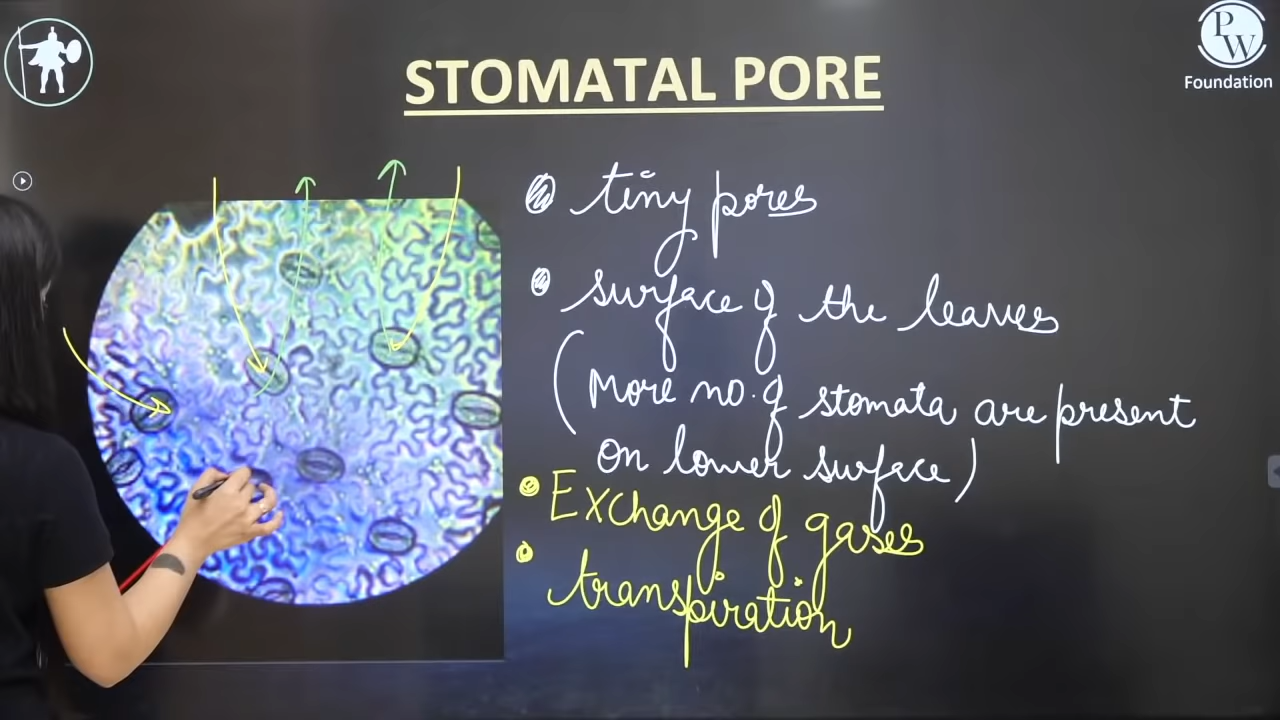 STOMATAL PORE
PW
Foundation
tiny pores
surface of the leaves
(More no. of stomata are present
on lower surface)
Exchange of gases
transpiration